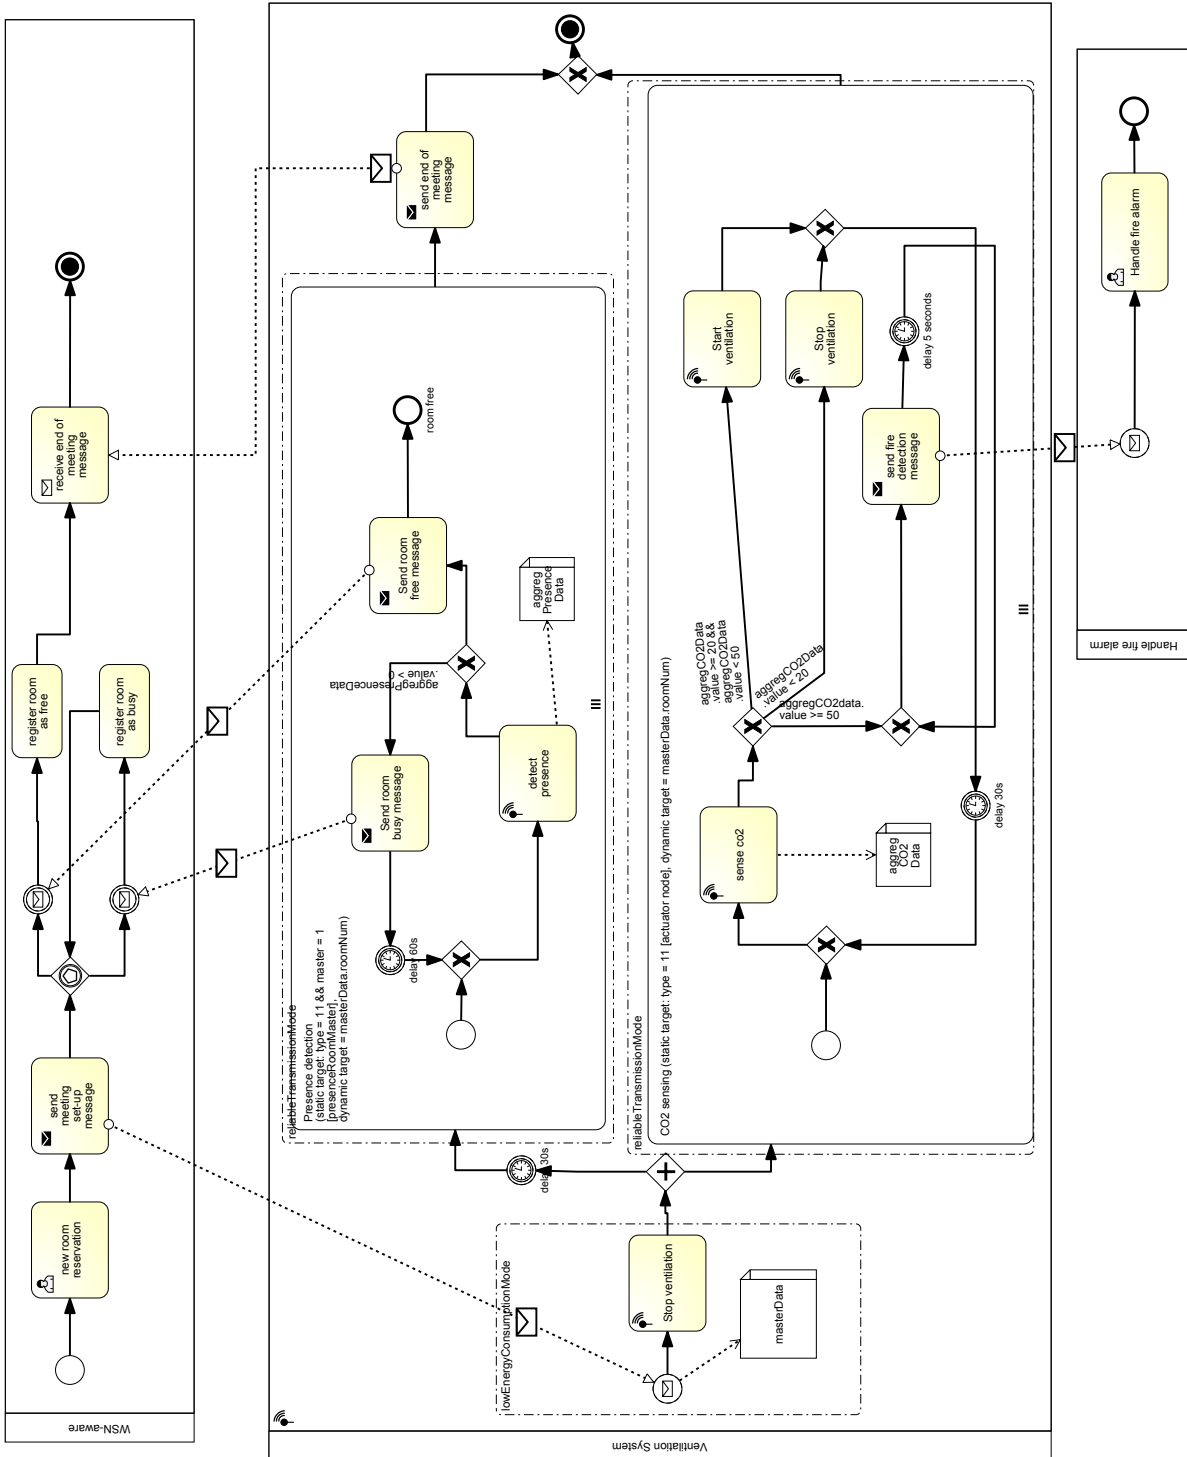 WSN-aware
new room
reservation
send
meeting
set-up
message
register room
as free
register room
as busy
receive end of
meeting
message
Ventilation System
lowEnergyConsumptionMode
Stop ventilation
masterData
delay 30s
reliableTransmissionMode
Presence detection
(static target: type = 11 && master = 1
[presenceRoomMaster],
dynamic target = masterData.roomNum)
delay 60s
Send room
busy message
detect
presence
aggregPresenceData
.value > 0
aggreg
Presence
Data
Send room
free message
room free
send end of
meeting
message
reliableTransmissionMode
CO2 sensing (static target: type = 11 [actuator node], dynamic target = masterData.roomNum)
sense co2
aggreg
CO2
Data
delay 30s
aggregCO2Data
.value >= 20 &&
aggregCO2Data
.value < 50
aggregCO2Data
.value < 20
aggregCO2data.
value >= 50
Start
ventilation
Stop
ventilation
send fire
detection
message
delay 5 seconds
Handle fire alarm
Handle fire alarm